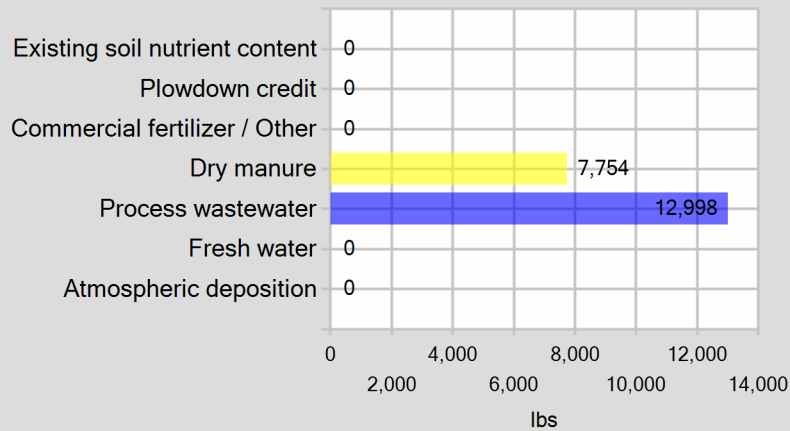 Existing soil nutrient content 0
Plowdown credit 0
Commercial fertilizer / Other 0
Dry manure 7,754
Process wastewater 12,998
Fresh water 0
Atmospheric deposition 0
0 4,000 8,000 12,000
2,000 6,000 10,000 14,000
lbs